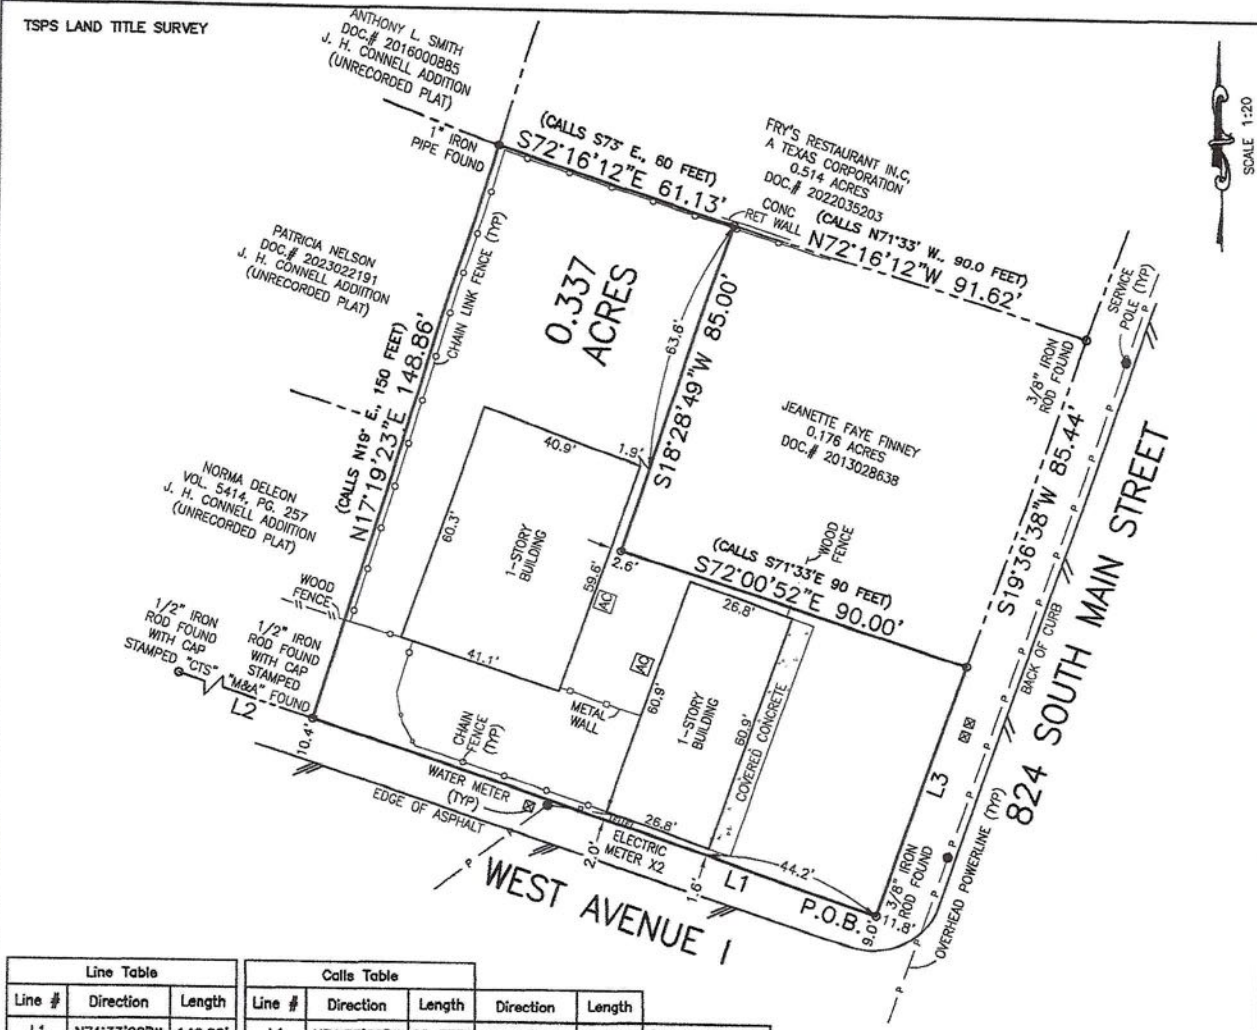 TSPS LAND TITLE SURVEY
ANTHONY L. SMITH
DOC.# 2016000885
J. H. CONNELL ADDITION
(UNRECORDED PLAT)
1" IRON
PIPE FOUND
(CALLS S73° E., 60 FEET)
S72°16'12"E 61.13'
FRY'S RESTAURANT IN.C,
A TEXAS CORPORATION
0.514 ACRES
DOC.# 2022035203
CONC
RET WALL
(CALLS N71°33' W., 90.0 FEET)
N72°16'12"W 91.62'
SCALE 1:20
SERVICE
POLE (TYP)
PATRICIA NELSON
DOC.# 2023022191
J. H. CONNELL ADDIITION
(UNRECORDED PLAT)
CHAIN LINK FENCE (TYP)
0.337
ACRES
63.6'
S18°28'49"W 85.00'
3/8" IRON
ROD FOUND
(CALLS N19° E., 150 FEET)
N17°19'23"E 148.86'
JEANETTE FAYE FINNEY
0.176 ACRES
DOC.# 2013028638
S19°36'38"W 85.44'
NORMA DELEON
VOL. 5414, PG. 257
J. H. CONNELL ADDITION
(UNRECORDED PLAT)
40.9'
1.9'
60.3'
1-STORY
BUILDING
59.6'
2.6'
AC
WOOD
FENCE
(CALLS S71°33'E 90 FEET)
S72°00'52"E 90.00'
824 SOUTH MAIN STREET
BACK OF CURB
WOOD
FENCE
1/2" IRON
ROD FOUND
WITH CAP
STAMPED "CTS"
1/2" IRON
ROD FOUND
WITH CAP
STAMPED
"M&A" FOUND
L2
10.4'
41.1'
METAL
WALL
CHAIN
FENCE
(TYP)
AC
26.8'
60.9'
1-STORY
BUILDING
60.9'
COVERED CONCRETE
L3
WATER METER
(TYP)
EDGE OF ASPHALT
2.0'
26.8'
ELECTRIC
METER X2
1.6'
L1
44.2'
P.O.B.
3/8" IRON
ROD FOUND
9.0'
11.8'
OVERHEAD POWERLINE (TYP)
WEST AVENUE I
P P P P P P P P P P
Line Table
Line # Direction Length
Calls Table
Line # Direction Length Direction Length